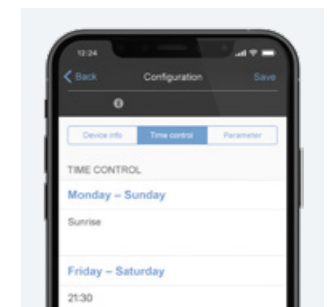 12:24
Back Configuration Save
Device info Time control Parameter
TIME CONTROL
Monday – Sunday
Sunrise
Friday – Saturday
21:30